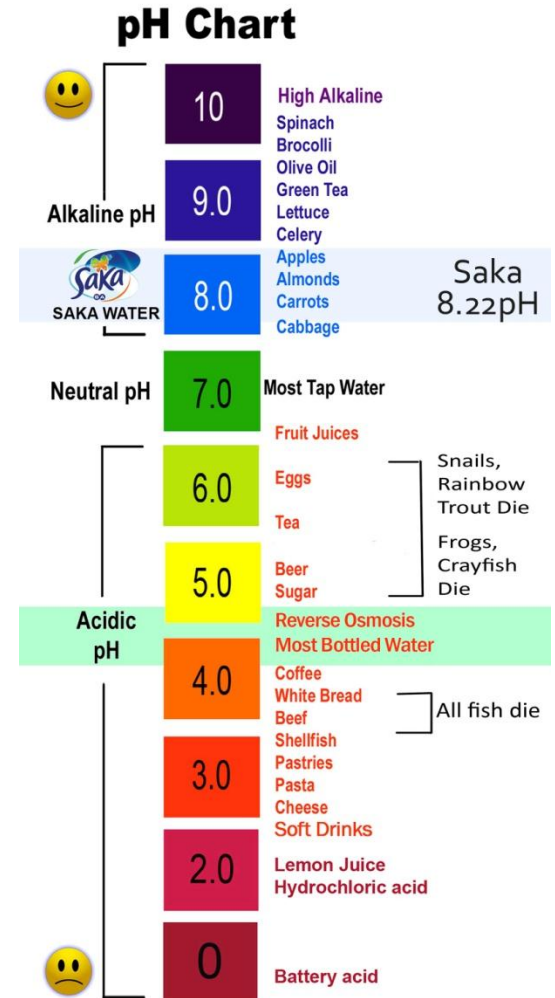 pH Chart
10
High Alkaline
Spinach
Brocolli
Olive Oil
9.0
Green Tea
Lettuce
Celery
Alkaline pH
Saka
SAKA WATER
8.0
Apples
Almonds
Carrots
Cabbage
Saka
8.22pH
Neutral pH
7.0
Most Tap Water
Fruit Juices
6.0
Eggs
Tea
Snails,
Rainbow
Trout Die
Frogs,
Crayfish
Die
5.0
Beer
Sugar
Acidic
pH
Reverse Osmosis
Most Bottled Water
4.0
Coffee
White Bread
Beef
All fish die
Shellfish
3.0
Pastries
Pasta
Cheese
Soft Drinks
2.0
Lemon Juice
Hydrochloric acid
0
Battery acid